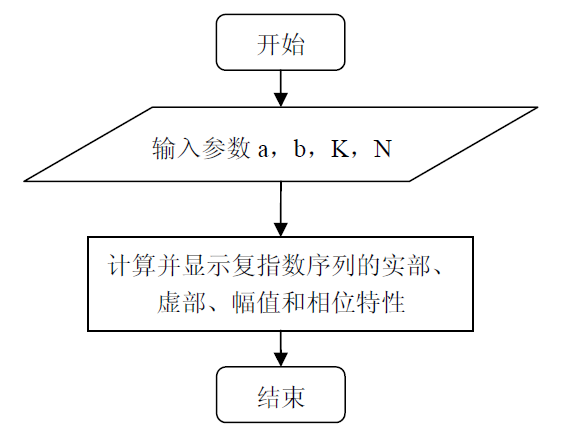 开始
输入参数 a，b，K，N
计算并显示复指数序列的实部、
虚部、幅值和相位特性
结束